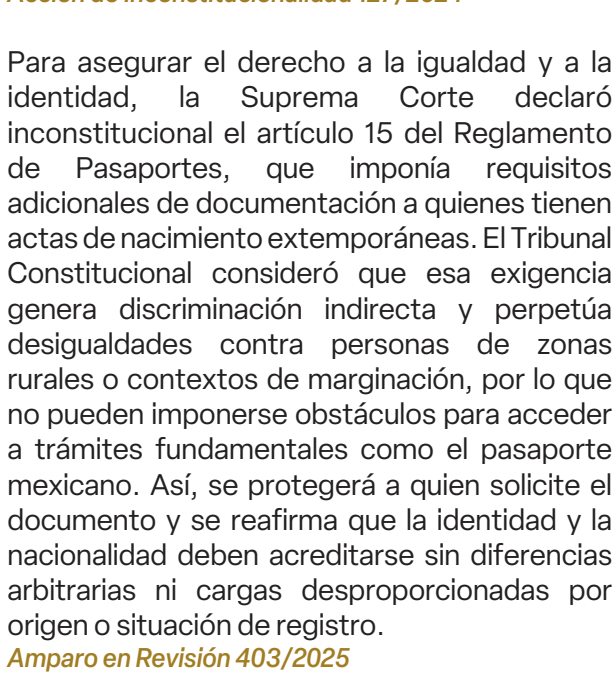 Para asegurar el derecho a la igualdad y a la
identidad, la Suprema Corte declaró
inconstitucional el artículo 15 del Reglamento
de Pasaportes, que imponía requisitos
adicionales de documentación a quienes tienen
actas de nacimiento extemporáneas. El Tribunal
Constitucional consideró que esa exigencia
genera discriminación indirecta y perpetúa
desigualdades contra personas de zonas
rurales o contextos de marginación, por lo que
no pueden imponerse obstáculos para acceder
a trámites fundamentales como el pasaporte
mexicano. Así, se protegerá a quien solicite el
documento y se reafirma que la identidad y la
nacionalidad deben acreditarse sin diferencias
arbitrarias ni cargas desproporcionadas por
origen o situación de registro.
Amparo en Revisión 403/2025